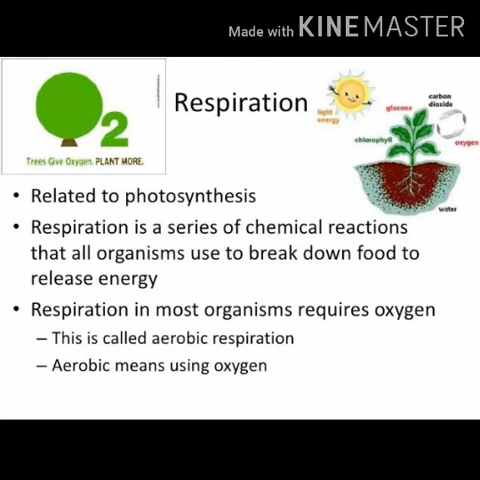 Made with KINEMASTER
O2
Trees Give Oxygen. PLANT MORE.
Respiration
light
energy
glucose
carbon
dioxide
chlorophyll
oxygen
water
• Related to photosynthesis
• Respiration is a series of chemical reactions
that all organisms use to break down food to
release energy
• Respiration in most organisms requires oxygen
– This is called aerobic respiration
– Aerobic means using oxygen